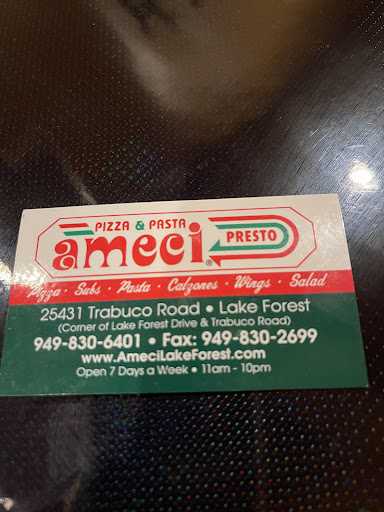 PIZZA & PASTA
ameci®
PRESTO
Pizza • Subs • Pasta • Calzones • Wings • Salad
25431 Trabuco Road • Lake Forest
(Corner of Lake Forest Drive & Trabuco Road)
949-830-6401 • Fax: 949-830-2699
www.AmeciLakeForest.com
Open 7 Days a Week • 11am - 10pm